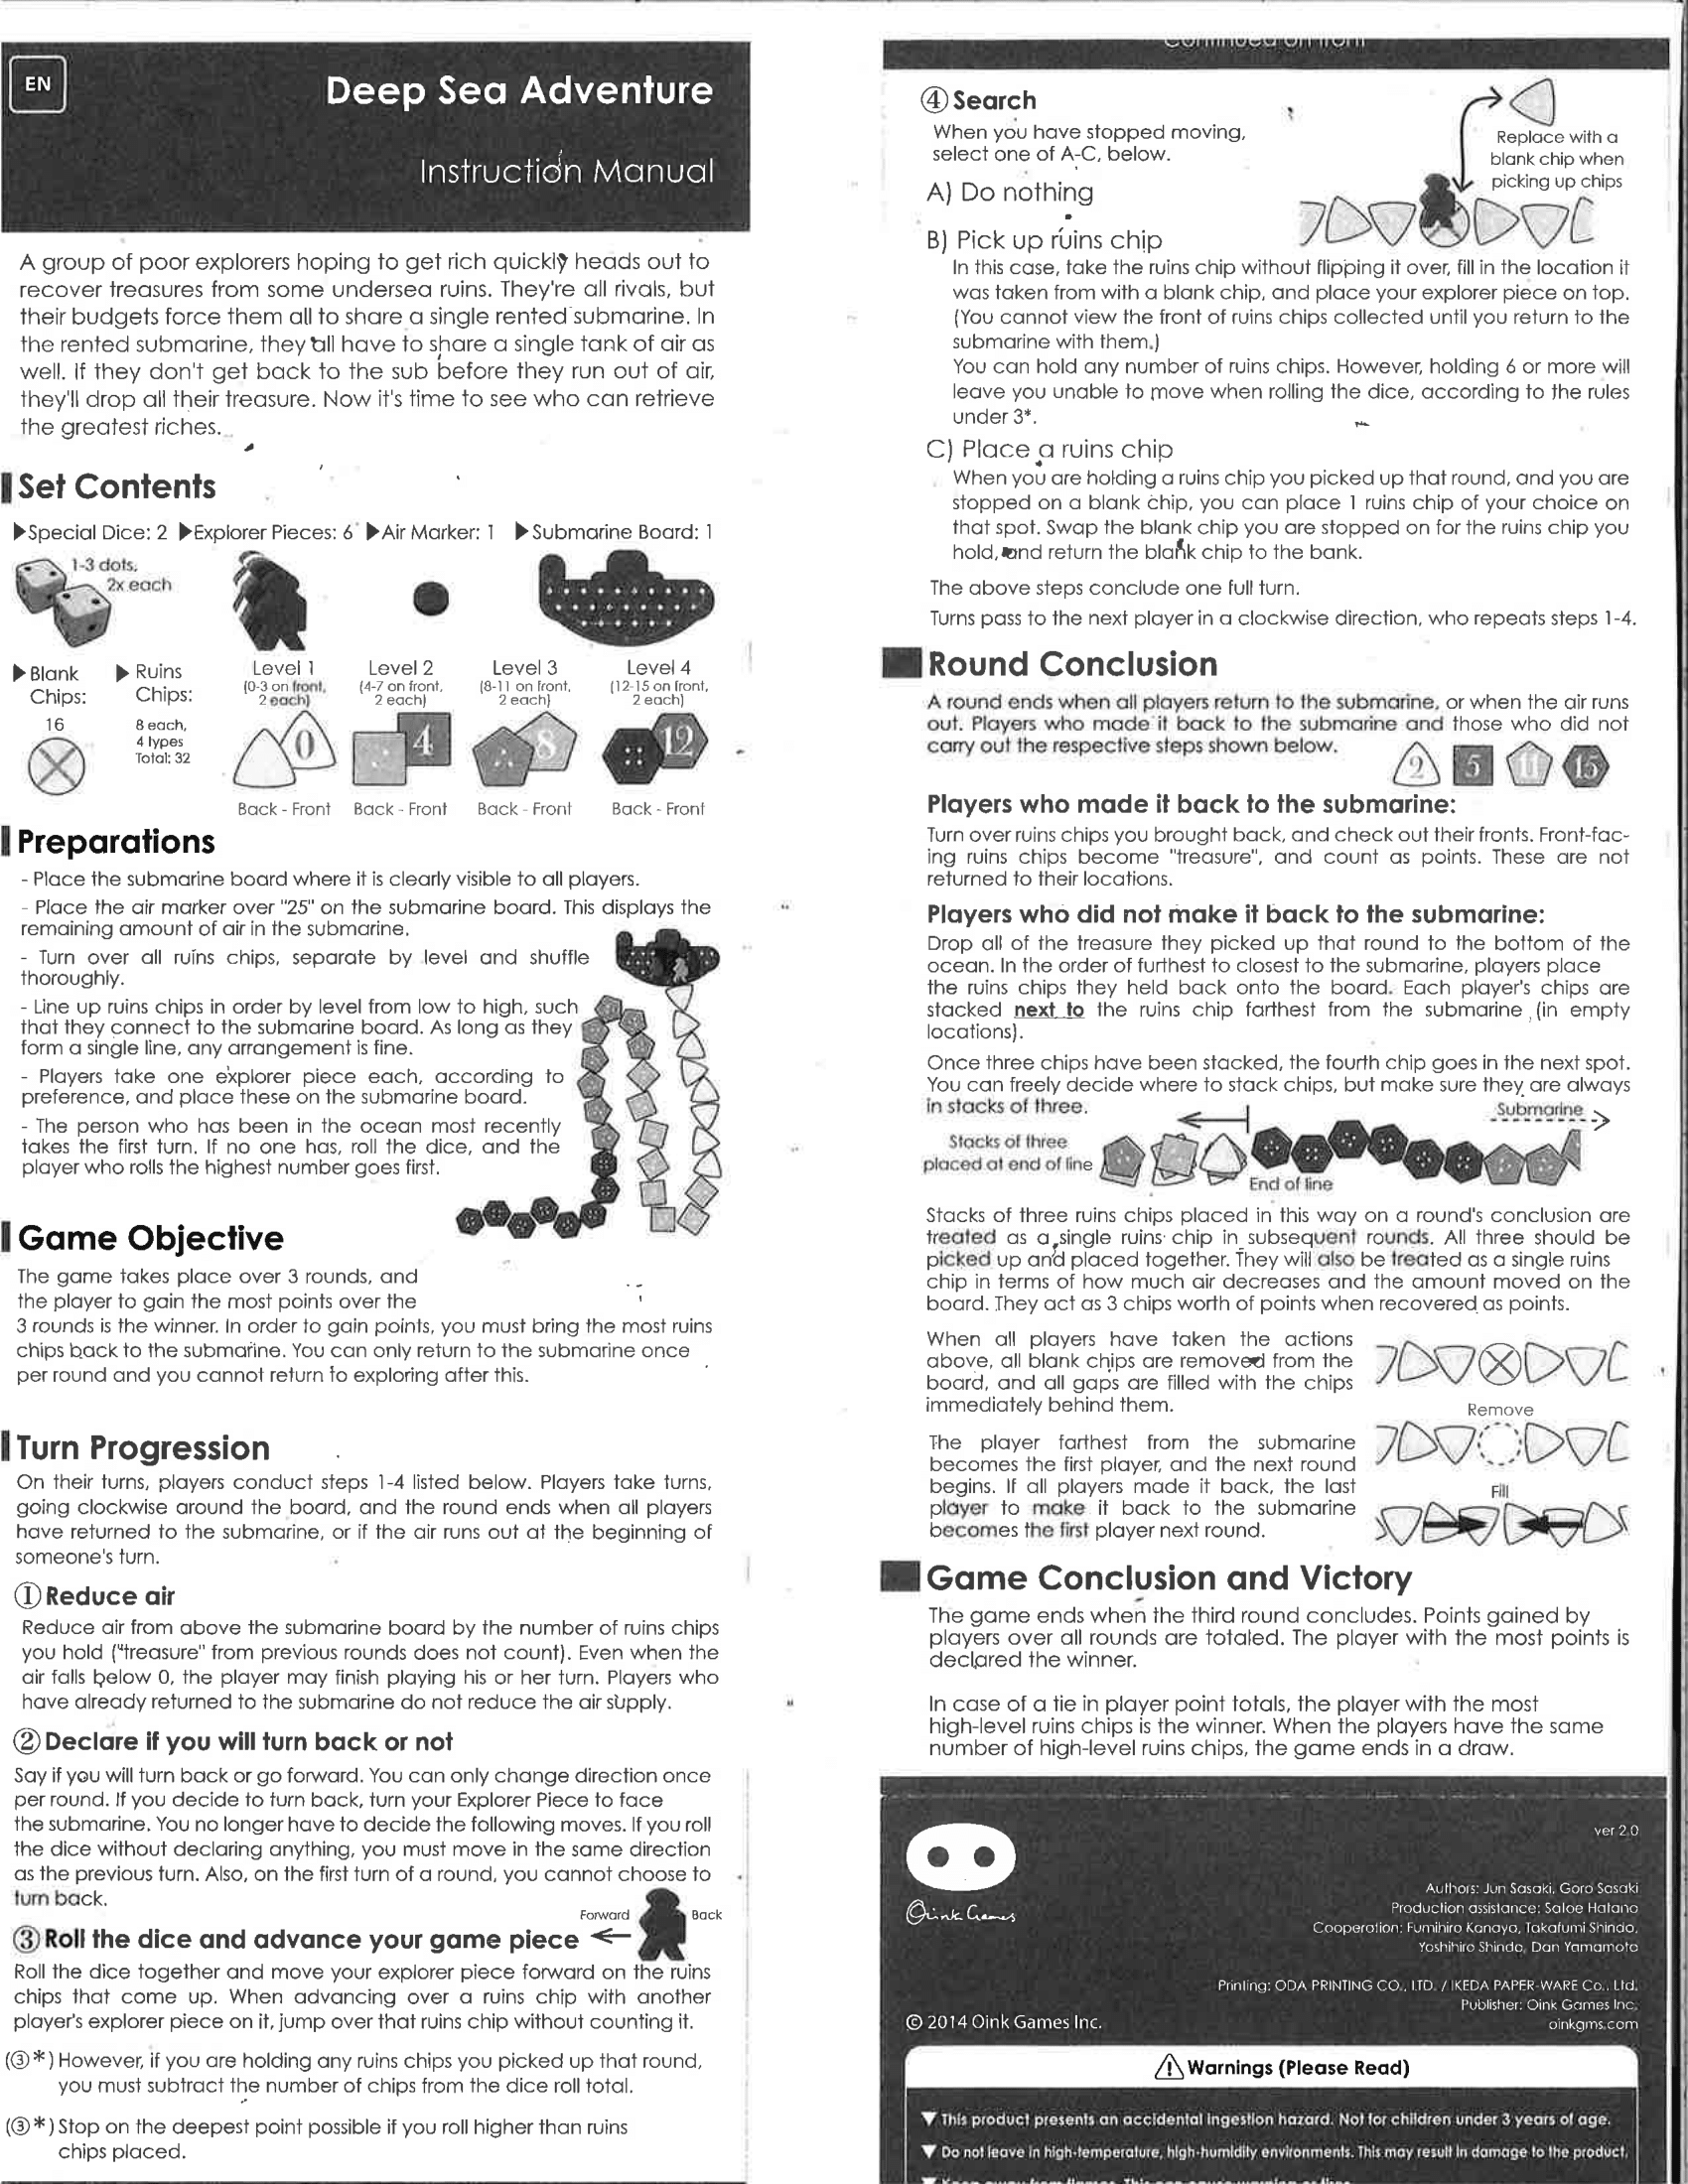 EN
Deep Sea Adventure
Instruction Manual
A group of poor explorers hoping to get rich quickly heads out to
recover treasures from some undersea ruins. They're all rivals, but
their budgets force them all to share a single rented submarine. In
the rented submarine, they all have to share a single tank of air as
well. If they don't get back to the sub before they run out of air,
they'll drop all their treasure. Now it's time to see who can retrieve
the greatest riches.
Set Contents
▶Special Dice: 2 ▶Explorer Pieces: 6 ▶Air Marker: 1 ▶Submarine Board: 1
1-3 dots,
2x each
▶Blank
Chips:
16
▶ Ruins
Chips:
8 each,
4 types
Total: 32
Level 1
(0-3 on front,
2 each)
Level 2
(4-7 on front,
2 each)
Level 3
(8-11 on front,
2 each)
Level 4
(12-15 on front,
2 each)
0
4
8
12
Back - Front Back - Front Back - Front Back - Front
Preparations
- Place the submarine board where it is clearly visible to all players.
- Place the air marker over "25" on the submarine board. This displays the
remaining amount of air in the submarine.
- Turn over all ruins chips, separate by level and shuffle
thoroughly.
- Line up ruins chips in order by level from low to high, such
that they connect to the submarine board. As long as they
form a single line, any arrangement is fine.
- Players take one explorer piece each, according to
preference, and place these on the submarine board.
- The person who has been in the ocean most recently
takes the first turn. If no one has, roll the dice, and the
player who rolls the highest number goes first.
Game Objective
The game takes place over 3 rounds, and
the player to gain the most points over the
3 rounds is the winner. In order to gain points, you must bring the most ruins
chips back to the submarine. You can only return to the submarine once
per round and you cannot return to exploring after this.
Turn Progression
On their turns, players conduct steps 1-4 listed below. Players take turns,
going clockwise around the board, and the round ends when all players
have returned to the submarine, or if the air runs out at the beginning of
someone's turn.
① Reduce air
Reduce air from above the submarine board by the number of ruins chips
you hold ("treasure" from previous rounds does not count). Even when the
air falls below 0, the player may finish playing his or her turn. Players who
have already returned to the submarine do not reduce the air supply.
② Declare if you will turn back or not
Say if you will turn back or go forward. You can only change direction once
per round. If you decide to turn back, turn your Explorer Piece to face
the submarine. You no longer have to decide the following moves. If you roll
the dice without declaring anything, you must move in the same direction
as the previous turn. Also, on the first turn of a round, you cannot choose to
turn back.
Forward
Back
③ Roll the dice and advance your game piece
Roll the dice together and move your explorer piece forward on the ruins
chips that come up. When advancing over a ruins chip with another
player's explorer piece on it, jump over that ruins chip without counting it.
(③*) However, if you are holding any ruins chips you picked up that round,
you must subtract the number of chips from the dice roll total.
(③*) Stop on the deepest point possible if you roll higher than ruins
chips placed.
Continued on front
④ Search
When you have stopped moving,
select one of A-C, below.
Replace with a
blank chip when
picking up chips
A) Do nothing
B) Pick up ruins chip
In this case, take the ruins chip without flipping it over, fill in the location it
was taken from with a blank chip, and place your explorer piece on top.
(You cannot view the front of ruins chips collected until you return to the
submarine with them.)
You can hold any number of ruins chips. However, holding 6 or more will
leave you unable to move when rolling the dice, according to the rules
under 3*.
C) Place a ruins chip
When you are holding a ruins chip you picked up that round, and you are
stopped on a blank chip, you can place 1 ruins chip of your choice on
that spot. Swap the blank chip you are stopped on for the ruins chip you
hold, and return the blank chip to the bank.
The above steps conclude one full turn.
Turns pass to the next player in a clockwise direction, who repeats steps 1-4.
Round Conclusion
A round ends when all players return to the submarine, or when the air runs
out. Players who made it back to the submarine and those who did not
carry out the respective steps shown below.
2 5 11 15
Players who made it back to the submarine:
Turn over ruins chips you brought back, and check out their fronts. Front-fac-
ing ruins chips become "treasure", and count as points. These are not
returned to their locations.
Players who did not make it back to the submarine:
Drop all of the treasure they picked up that round to the bottom of the
ocean. In the order of furthest to closest to the submarine, players place
the ruins chips they held back onto the board. Each player's chips are
stacked next to the ruins chip farthest from the submarine (in empty
locations).
Once three chips have been stacked, the fourth chip goes in the next spot.
You can freely decide where to stack chips, but make sure they are always
in stacks of three.
Submarine
Stacks of three
placed at end of line
End of line
Stacks of three ruins chips placed in this way on a round's conclusion are
treated as a single ruins chip in subsequent rounds. All three should be
picked up and placed together. They will also be treated as a single ruins
chip in terms of how much air decreases and the amount moved on the
board. They act as 3 chips worth of points when recovered as points.
When all players have taken the actions
above, all blank chips are removed from the
board, and all gaps are filled with the chips
immediately behind them.
Remove
The player farthest from the submarine
becomes the first player, and the next round
begins. If all players made it back, the last
player to make it back to the submarine
becomes the first player next round.
Fill
Game Conclusion and Victory
The game ends when the third round concludes. Points gained by
players over all rounds are totaled. The player with the most points is
declared the winner.
In case of a tie in player point totals, the player with the most
high-level ruins chips is the winner. When the players have the same
number of high-level ruins chips, the game ends in a draw.
ver 2.0
Oink Games
Authors: Jun Sasaki, Goro Sasaki
Production assistance: Saloe Hatano
Cooperation: Fumihiro Kanaya, Takafumi Shindo,
Yoshihiro Shindo, Dan Yamamoto
Printing: ODA PRINTING CO., LTD. / IKEDA PAPER-WARE Co., Ltd.
Publisher: Oink Games Inc.
© 2014 Oink Games Inc.
oinkgms.com
Warnings (Please Read)
▼ This product presents an accidental ingestion hazard. Not for children under 3 years of age.
▼ Do not leave in high-temperature, high-humidity environments. This may result in damage to the product.